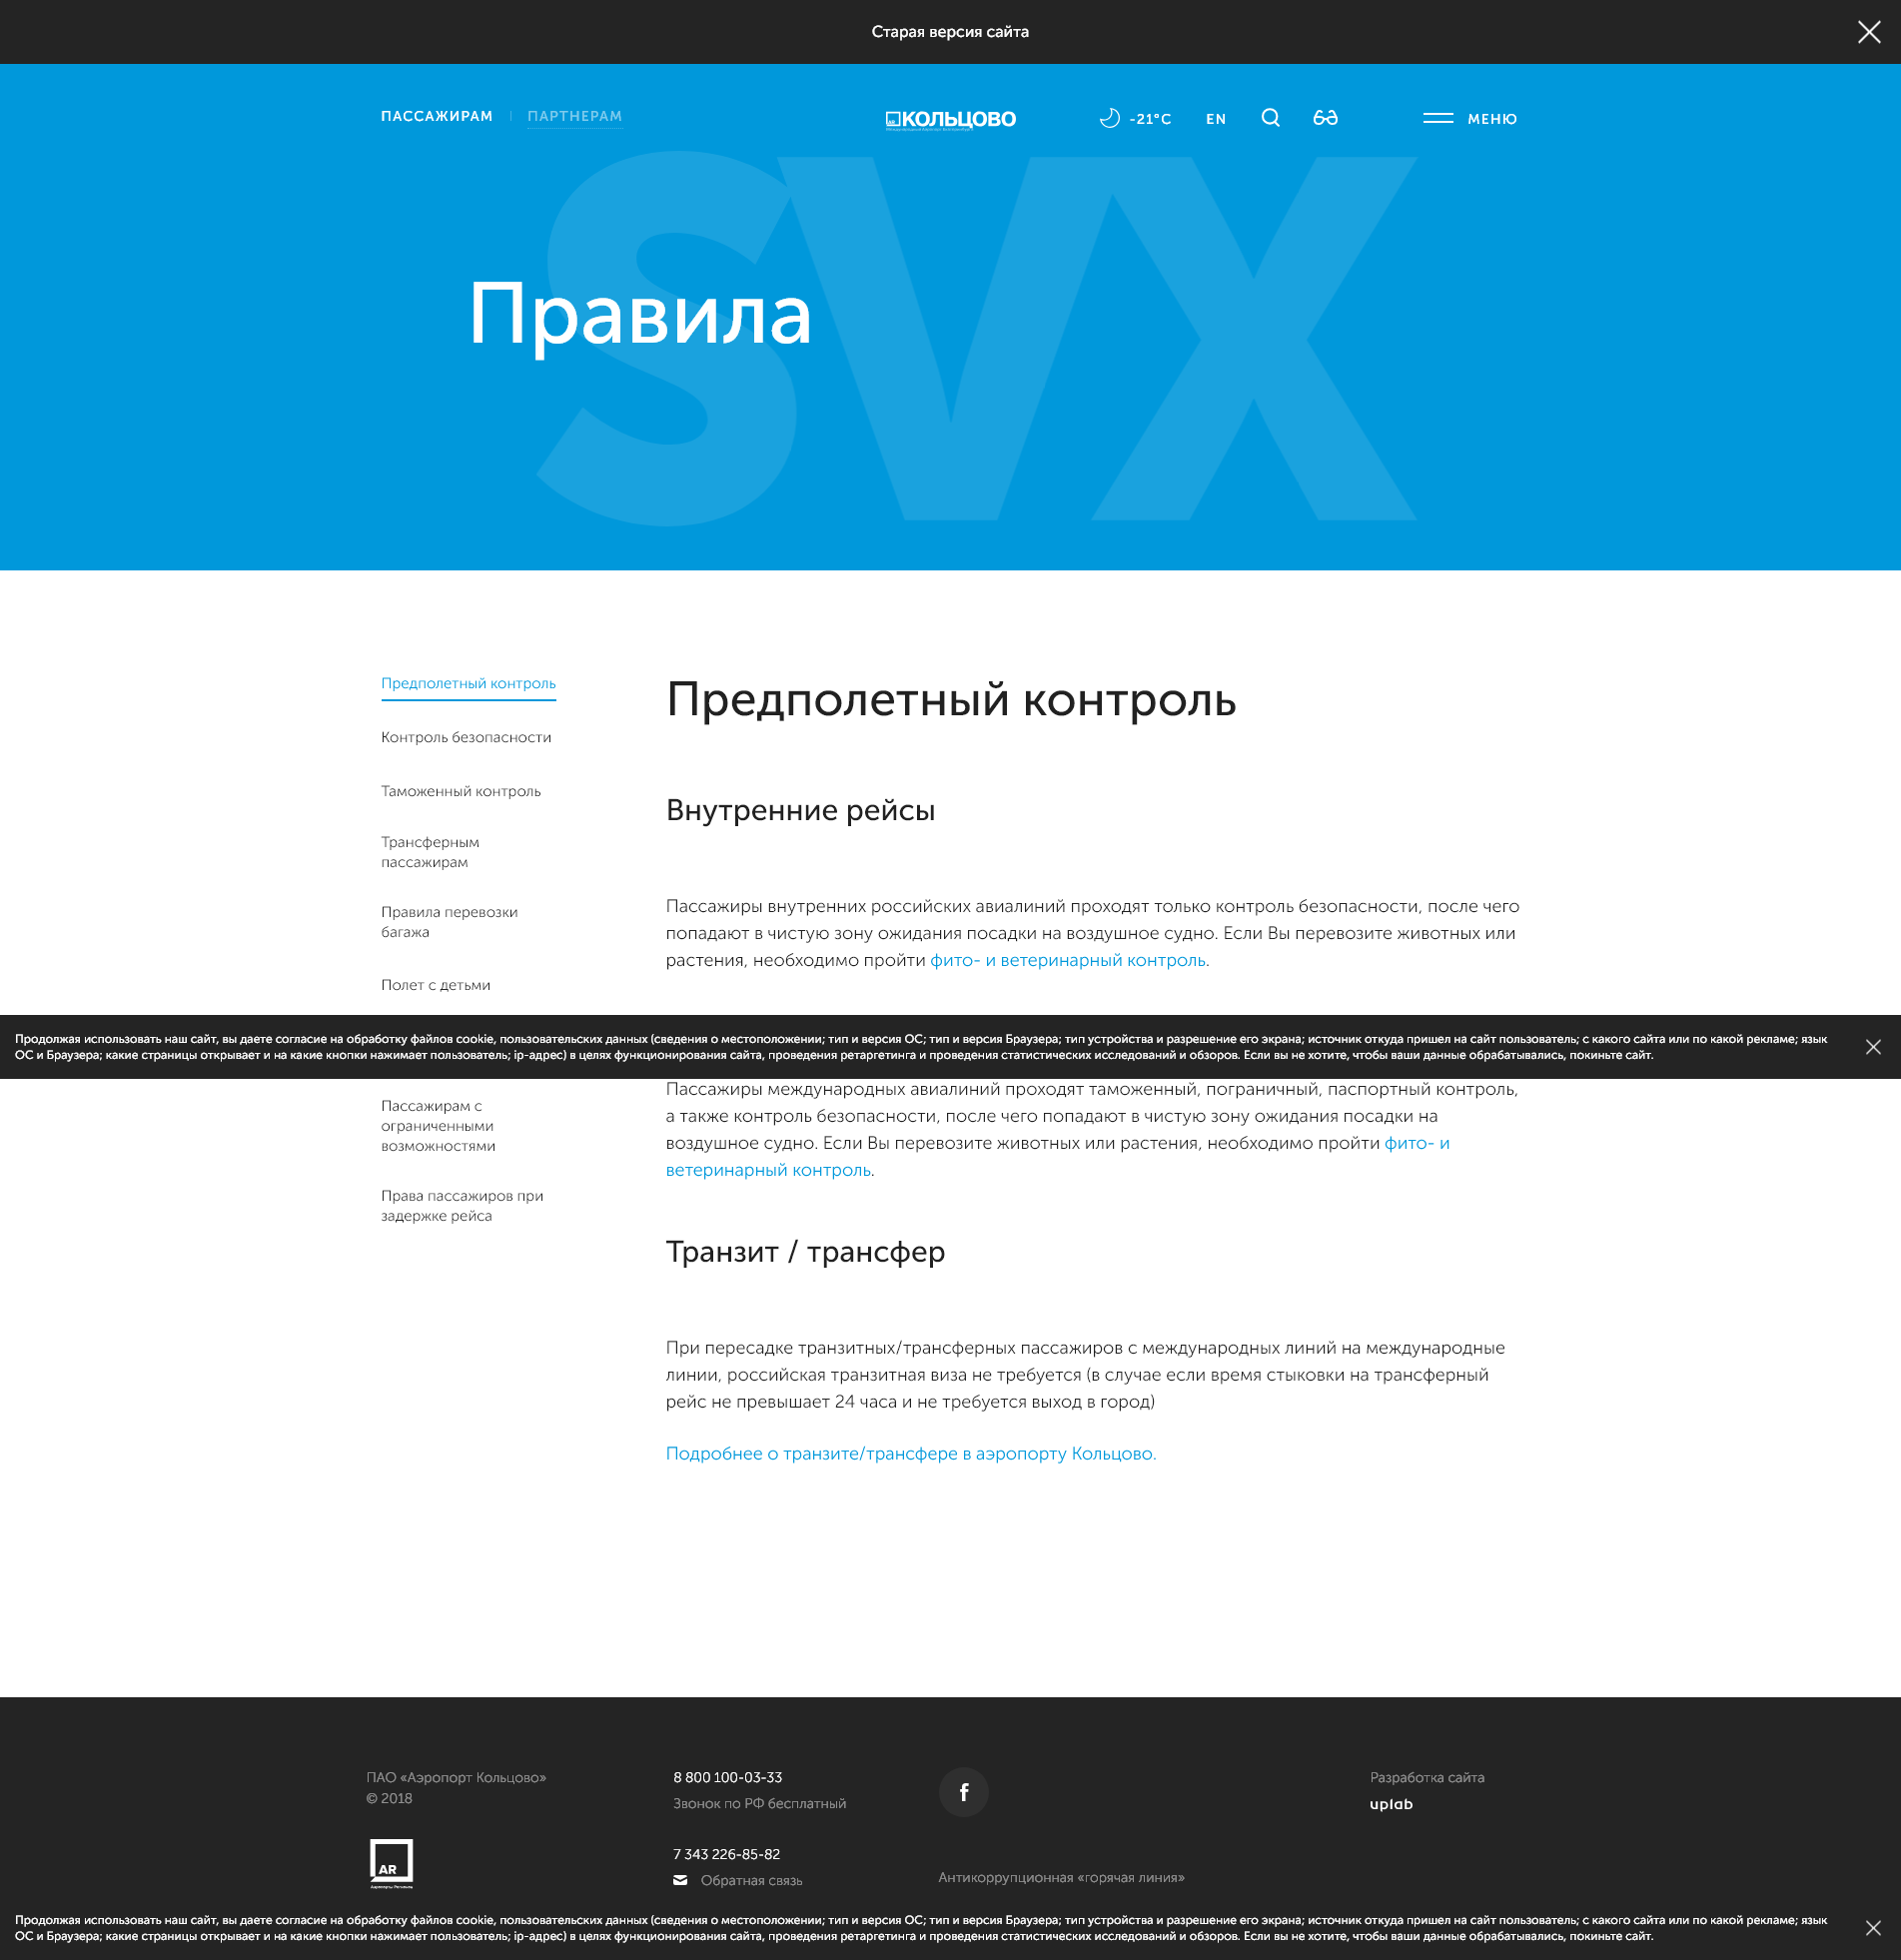 Старая версия сайта
ПАССАЖИРАМ
ПАРТНЕРАМ
КОЛЬЦОВО
-21°C
EN
МЕНЮ
SVX
Правила
Предполетный контроль
Контроль безопасности
Таможенный контроль
Трансферным
пассажирам
Правила перевозки
багажа
Полет с детьми
Предполетный контроль
Внутренние рейсы
Пассажиры внутренних российских авиалиний проходят только контроль безопасности, после чего
попадают в чистую зону ожидания посадки на воздушное судно. Если Вы перевозите животных или
растения, необходимо пройти фито- и ветеринарный контроль.
Продолжая использовать наш сайт, вы даете согласие на обработку файлов cookie, пользовательских данных (сведения о местоположении; тип и версия ОС; тип и версия Браузера; тип устройства и разрешение его экрана; источник откуда пришел на сайт пользователь; с какого сайта или по какой рекламе; язык
ОС и Браузера; какие страницы открывает и на какие кнопки нажимает пользователь; ip-адрес) в целях функционирования сайта, проведения ретаргетинга и проведения статистических исследований и обзоров. Если вы не хотите, чтобы ваши данные обрабатывались, покиньте сайт.
Пассажирам с
ограниченными
возможностями
Права пассажиров при
задержке рейса
Пассажиры международных авиалиний проходят таможенный, пограничный, паспортный контроль,
а также контроль безопасности, после чего попадают в чистую зону ожидания посадки на
воздушное судно. Если Вы перевозите животных или растения, необходимо пройти фито- и
ветеринарный контроль.
Транзит / трансфер
При пересадке транзитных/трансферных пассажиров с международных линий на международные
линии, российская транзитная виза не требуется (в случае если время стыковки на трансферный
рейс не превышает 24 часа и не требуется выход в город)
Подробнее о транзите/трансфере в аэропорту Кольцово.
ПАО «Аэропорт Кольцово»
© 2018
AR
8 800 100-03-33
Звонок по РФ бесплатный
7 343 226-85-82
Обратная связь
f
Антикоррупционная «горячая линия»
Разработка сайта
uplab
Продолжая использовать наш сайт, вы даете согласие на обработку файлов cookie, пользовательских данных (сведения о местоположении; тип и версия ОС; тип и версия Браузера; тип устройства и разрешение его экрана; источник откуда пришел на сайт пользователь; с какого сайта или по какой рекламе; язык
ОС и Браузера; какие страницы открывает и на какие кнопки нажимает пользователь; ip-адрес) в целях функционирования сайта, проведения ретаргетинга и проведения статистических исследований и обзоров. Если вы не хотите, чтобы ваши данные обрабатывались, покиньте сайт.